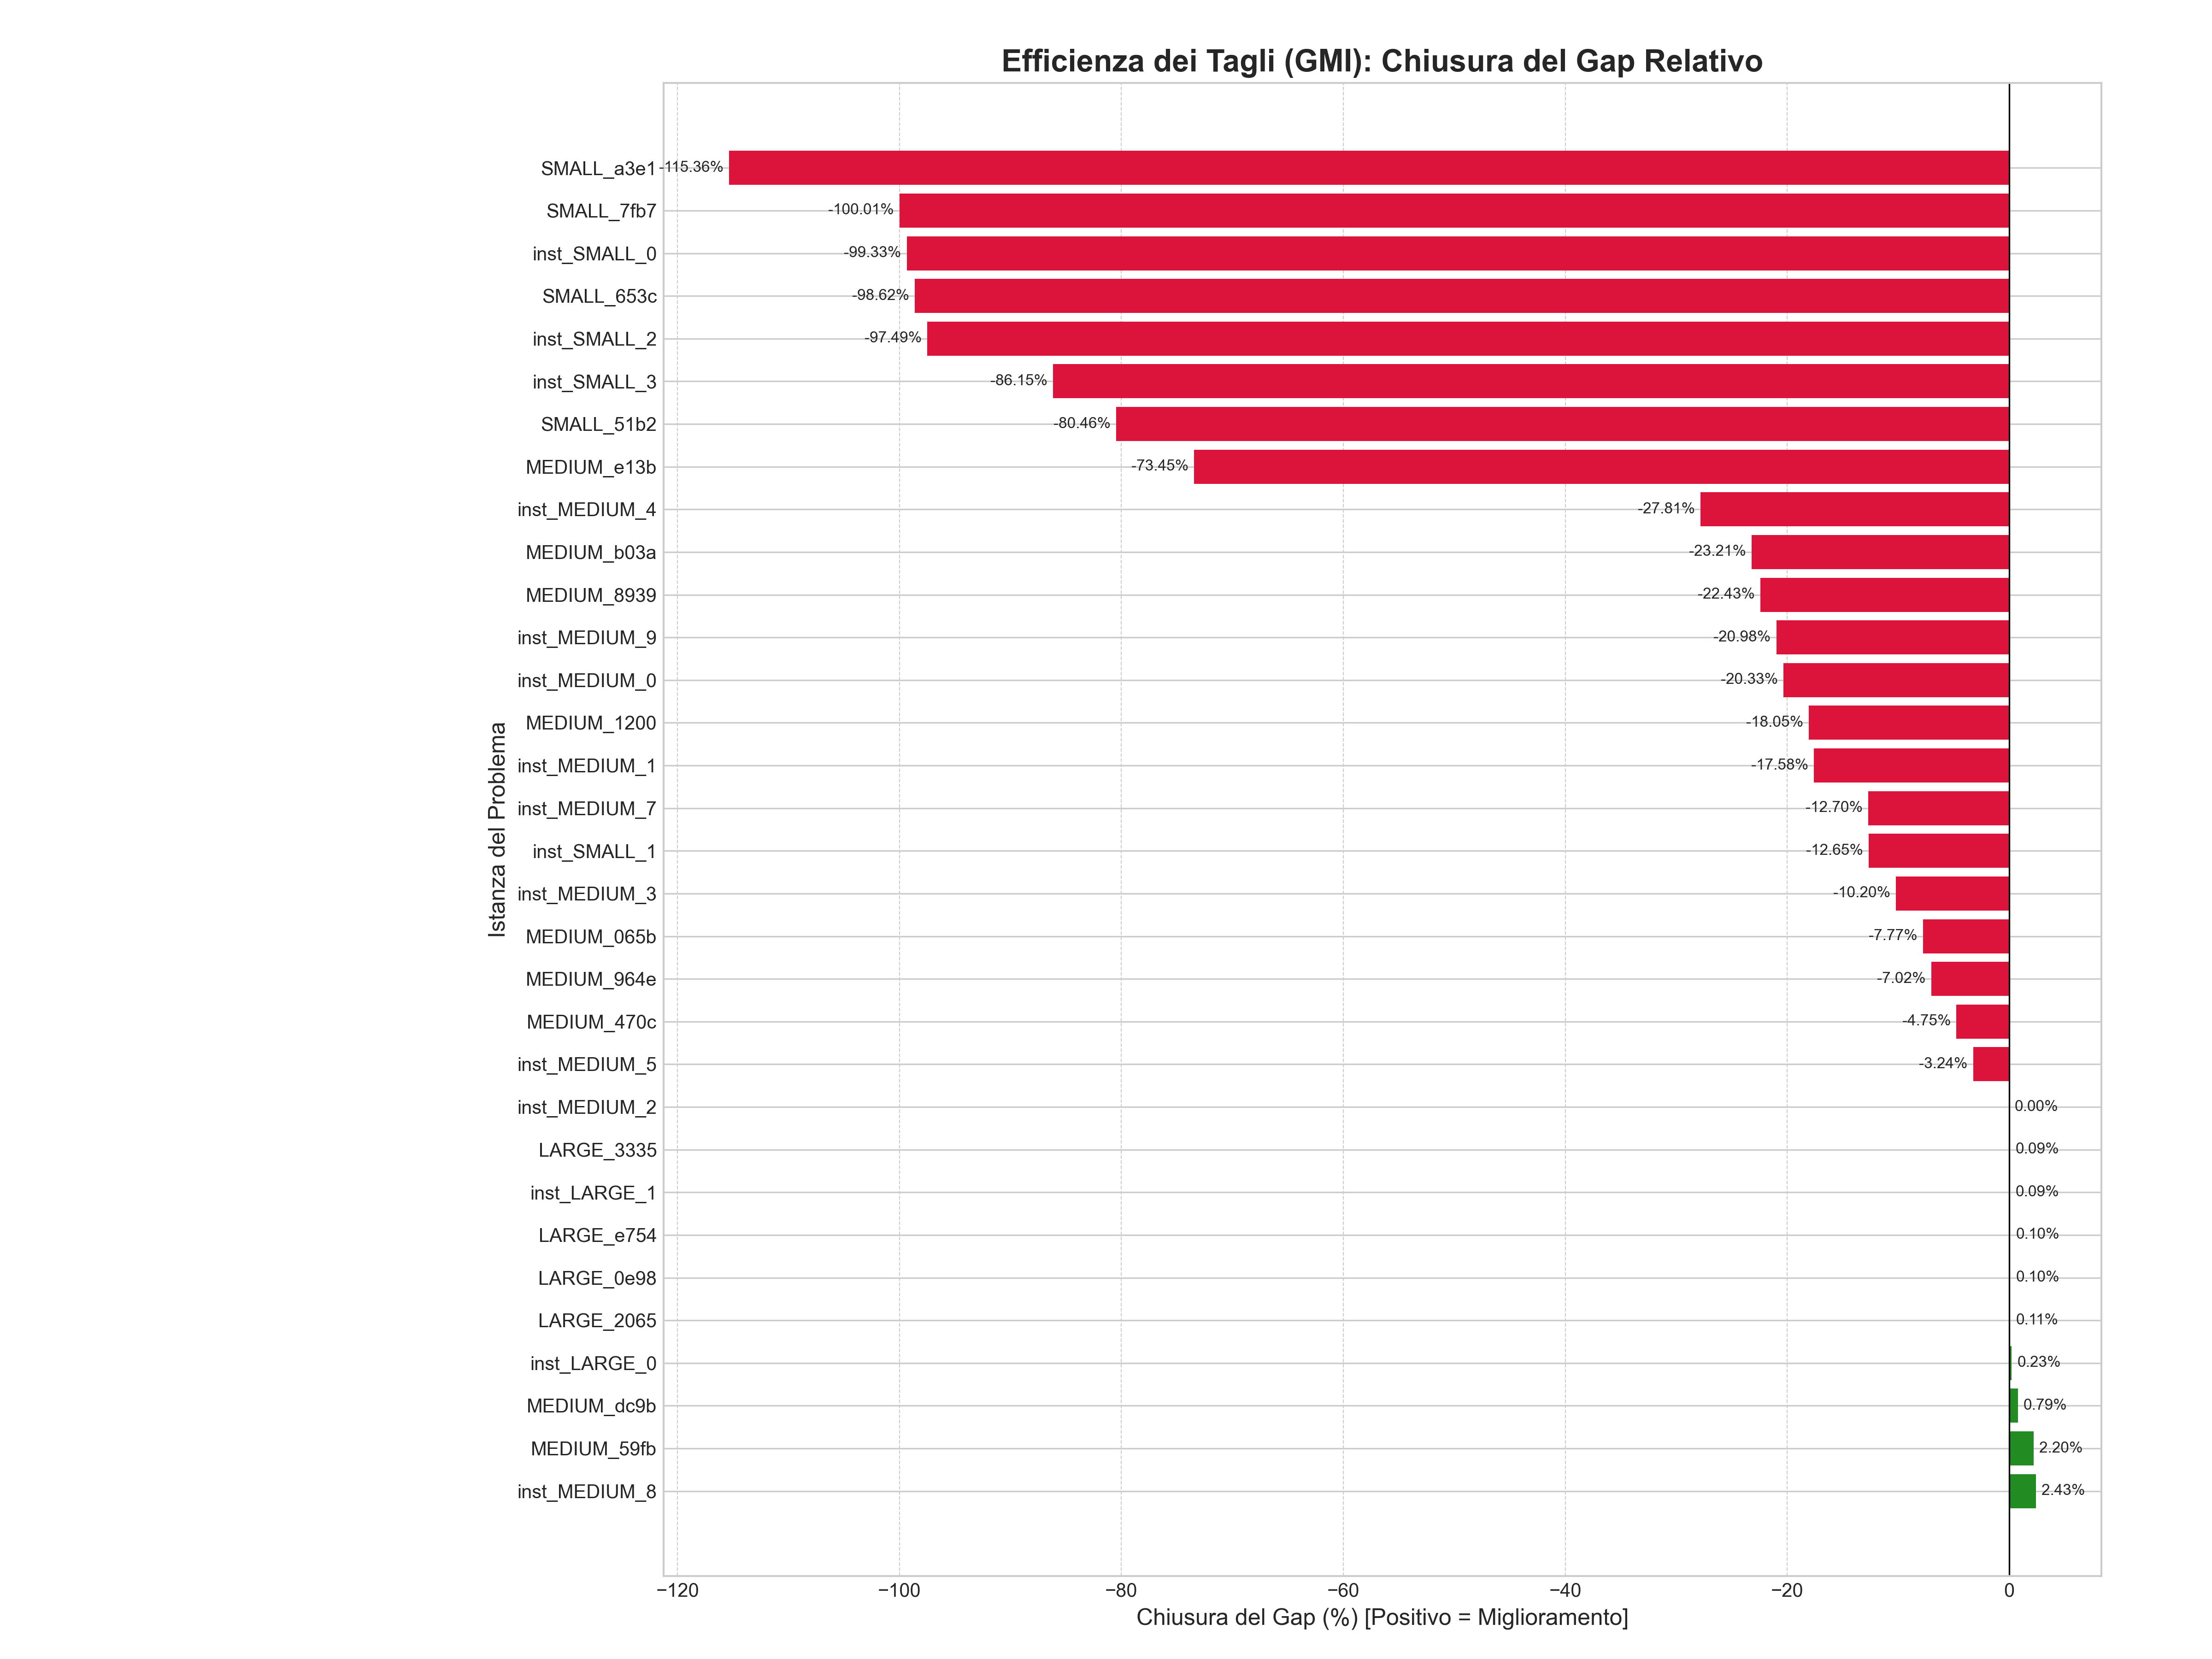 Efficienza dei Tagli (GMI): Chiusura del Gap Relativo
Istanza del Problema
SMALL_a3e1 -115.36%
SMALL_7fb7 -100.01%
inst_SMALL_0 -99.33%
SMALL_653c -98.62%
inst_SMALL_2 -97.49%
inst_SMALL_3 -86.15%
SMALL_51b2 -80.46%
MEDIUM_e13b -73.45%
inst_MEDIUM_4 -27.81%
MEDIUM_b03a -23.21%
MEDIUM_8939 -22.43%
inst_MEDIUM_9 -20.98%
inst_MEDIUM_0 -20.33%
MEDIUM_1200 -18.05%
inst_MEDIUM_1 -17.58%
inst_MEDIUM_7 -12.70%
inst_SMALL_1 -12.65%
inst_MEDIUM_3 -10.20%
MEDIUM_065b -7.77%
MEDIUM_964e -7.02%
MEDIUM_470c -4.75%
inst_MEDIUM_5 -3.24%
inst_MEDIUM_2 0.00%
LARGE_3335 0.09%
inst_LARGE_1 0.09%
LARGE_e754 0.10%
LARGE_0e98 0.10%
LARGE_2065 0.11%
inst_LARGE_0 0.23%
MEDIUM_dc9b 0.79%
MEDIUM_59fb 2.20%
inst_MEDIUM_8 2.43%
−120 −100 −80 −60 −40 −20 0
Chiusura del Gap (%) [Positivo = Miglioramento]